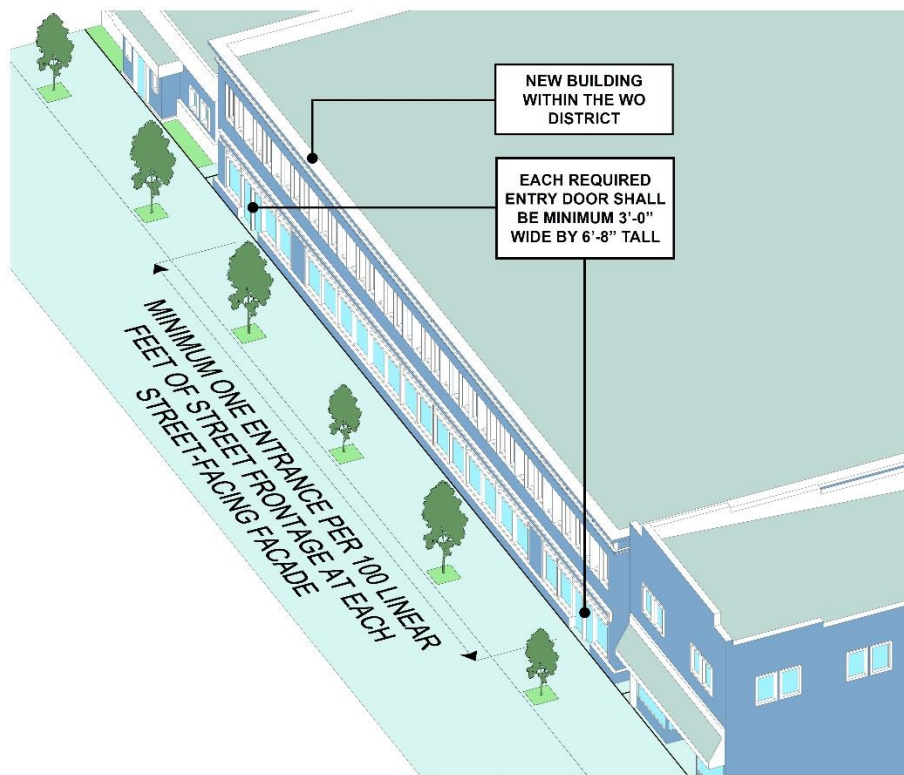 NEW BUILDING
WITHIN THE WO
DISTRICT
EACH REQUIRED
ENTRY DOOR SHALL
BE MINIMUM 3’-0”
WIDE BY 6’-8” TALL
MINIMUM ONE ENTRANCE PER 100 LINEAR
FEET OF STREET FRONTAGE AT EACH
STREET-FACING FACADE